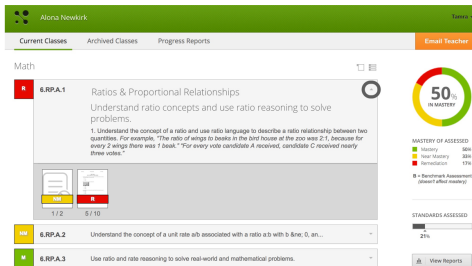 Alona Newkirk
Teresa
Current Classes
Archived Classes
Progress Reports
Email Teacher
Math
R
6.RP.A.1
Ratios & Proportional Relationships
Understand ratio concepts and use ratio reasoning to solve
problems.
1. Understand the concept of a ratio and use ratio language to describe a ratio relationship between two
quantities. For example, "The ratio of wings to beaks in the bird house at the zoo was 2:1, because for
every 2 wings there was 1 beak." "For every vote candidate A received, candidate C received nearly
three votes."
NM
1 / 2
R
5 / 10
NM
6.RP.A.2
Understand the concept of a unit rate a/b associated with a ratio a:b with b &ne; 0, an...
M
6.RP.A.3
Use ratio and rate reasoning to solve real-world and mathematical problems.
50%
IN MASTERY
MASTERY OF ASSESSED
Mastery 50%
Near Mastery 33%
Remediation 17%
B = Benchmark Assessment
(doesn't affect mastery)
STANDARDS ASSESSED
21%
View Reports